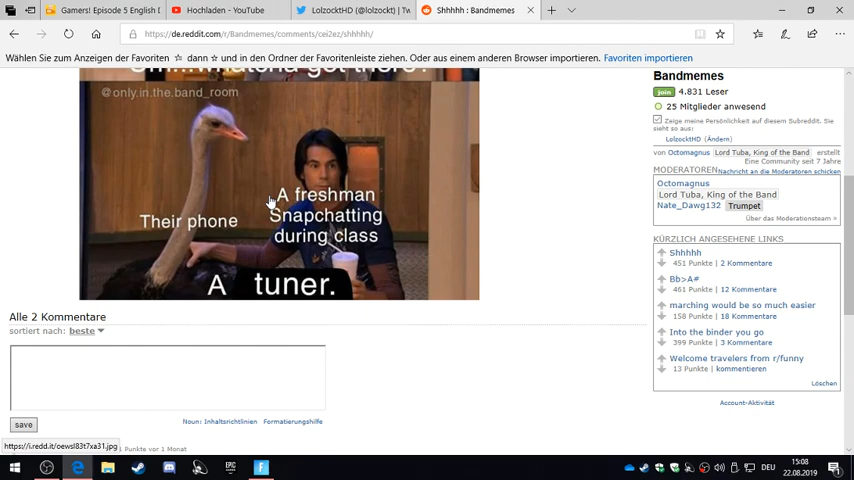 Gamers! Episode 5 English D
Hochladen - YouTube
LolzocktHD (@lolzockt) | Tw
Shhhhh : Bandmemes
https://de.reddit.com/r/Bandmemes/comments/cei2ez/shhhhh/
Wählen Sie zum Anzeigen der Favoriten ☆ dann ☆ und in den Ordner der Favoritenleiste ziehen. Oder aus einem anderen Browser importieren. Favoriten importieren
@only.in.the.band_room
Their phone
A freshman
Snapchatting
during class
A tuner.
Alle 2 Kommentare
sortiert nach: beste
save
Noun: Inhaltsrichtlinien Formatierungshilfe
https://i.redd.it/oewsl83t7xa31.jpg
1 Punkte vor 1 Monat
Bandmemes
join 4.831 Leser
25 Mitglieder anwesend
Zeige meine Persönlichkeit auf diesem Subreddit. Sie
sieht so aus:
LolzocktHD (Ändern)
von Octomagnus Lord Tuba, King of the Band erstellt
Eine Community seit 7 Jahre
MODERATOREN Nachricht an die Moderatoren schicken
Octomagnus
Lord Tuba, King of the Band
Nate_Dawg132 Trumpet
Über das Moderationsteam »
KÜRZLICH ANGESEHENE LINKS
Shhhhh
451 Punkte | 2 Kommentare
Bb>A#
461 Punkte | 12 Kommentare
marching would be so much easier
158 Punkte | 18 Kommentare
Into the binder you go
399 Punkte | 3 Kommentare
Welcome travelers from r/funny
13 Punkte | kommentieren
Löschen
Account-Aktivität
EPIC
DEU
15:08
22.08.2019